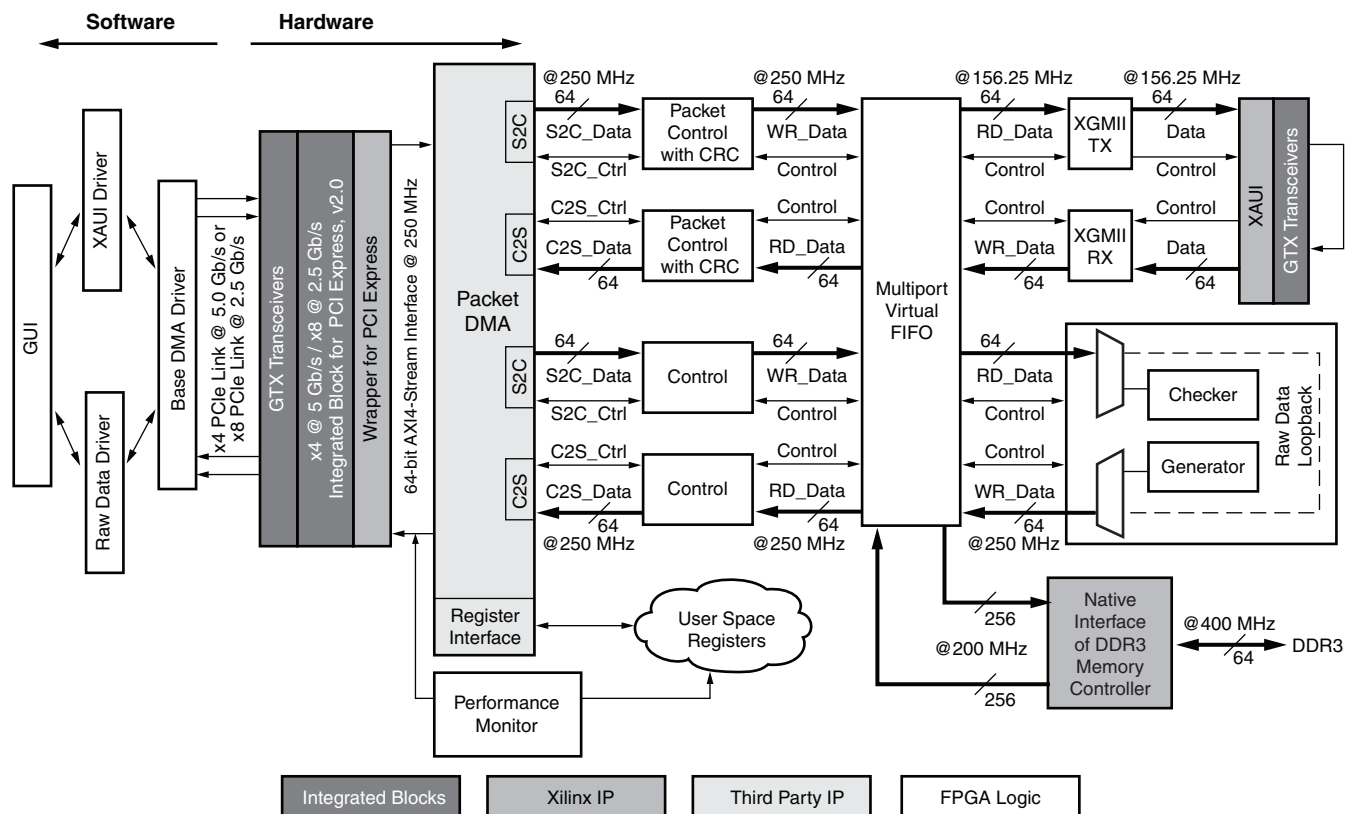 Software
Hardware
GUI
XAUI Driver
Raw Data Driver
Base DMA Driver
x4 PCIe Link @ 5.0 Gb/s or
x8 PCIe Link @ 2.5 Gb/s
GTX Transceivers
x4 @ 5 Gb/s / x8 @ 2.5 Gb/s
Integrated Block for PCI Express, v2.0
Wrapper for PCI Express
64-bit AXI4-Stream Interface @ 250 MHz
Packet
DMA
S2C
C2S
S2C
C2S
Register
Interface
@250 MHz
64
S2C_Data
S2C_Ctrl
Packet
Control
with CRC
@250 MHz
64
WR_Data
Control
C2S_Ctrl
C2S_Data
64
Packet
Control
with CRC
Control
RD_Data
64
64
S2C_Data
S2C_Ctrl
Control
64
WR_Data
Control
C2S_Ctrl
C2S_Data
64
@250 MHz
Control
Control
RD_Data
64
@250 MHz
Multiport
Virtual
FIFO
@156.25 MHz
64
RD_Data
Control
XGMII
TX
@156.25 MHz
64
Data
Control
Control
WR_Data
64
XGMII
RX
Control
Data
64
XAUI
GTX Transceivers
64
RD_Data
Control
Control
WR_Data
64
@250 MHz
Checker
Generator
Raw Data
Loopback
User Space
Registers
Performance
Monitor
256
@200 MHz
256
Native
Interface
of DDR3
Memory
Controller
@400 MHz
64
DDR3
Integrated Blocks
Xilinx IP
Third Party IP
FPGA Logic